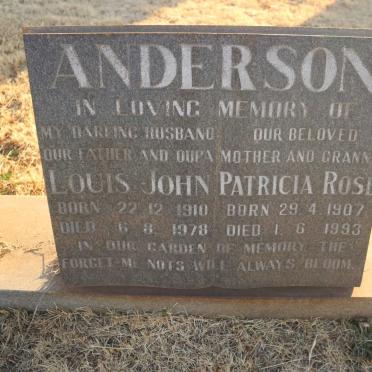 ANDERSON
IN LOVING MEMORY OF
MY DARLING HUSBAND OUR BELOVED
OUR FATHER AND OUPA MOTHER AND GRANN
LOUIS JOHN PATRICIA ROSE
BORN 22.12.1910 BORN 29.4.1907
DIED 6.8.1978 DIED 1.6.1993
IN OUR GARDEN OF MEMORY THE
FORGET-ME NOTS WILL ALWAYS BLOOM.